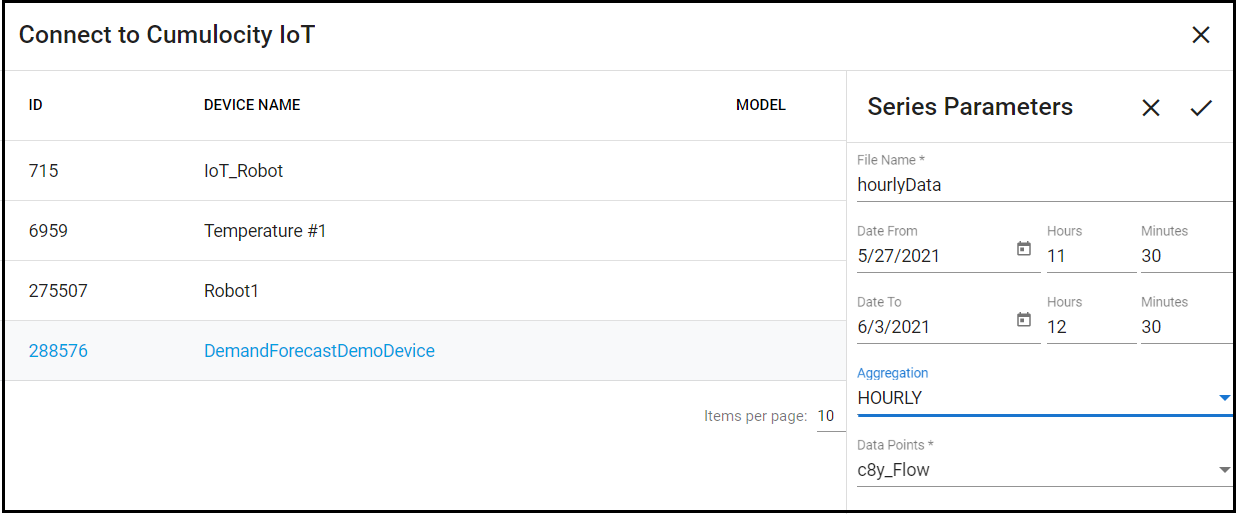 Connect to Cumulocity IoT
ID DEVICE NAME MODEL
715 IoT_Robot
6959 Temperature #1
275507 Robot1
288576 DemandForecastDemoDevice
Items per page: 10
Series Parameters
File Name *
hourlyData
Date From Hours Minutes
5/27/2021 11 30
Date To Hours Minutes
6/3/2021 12 30
Aggregation
HOURLY
Data Points *
c8y_Flow